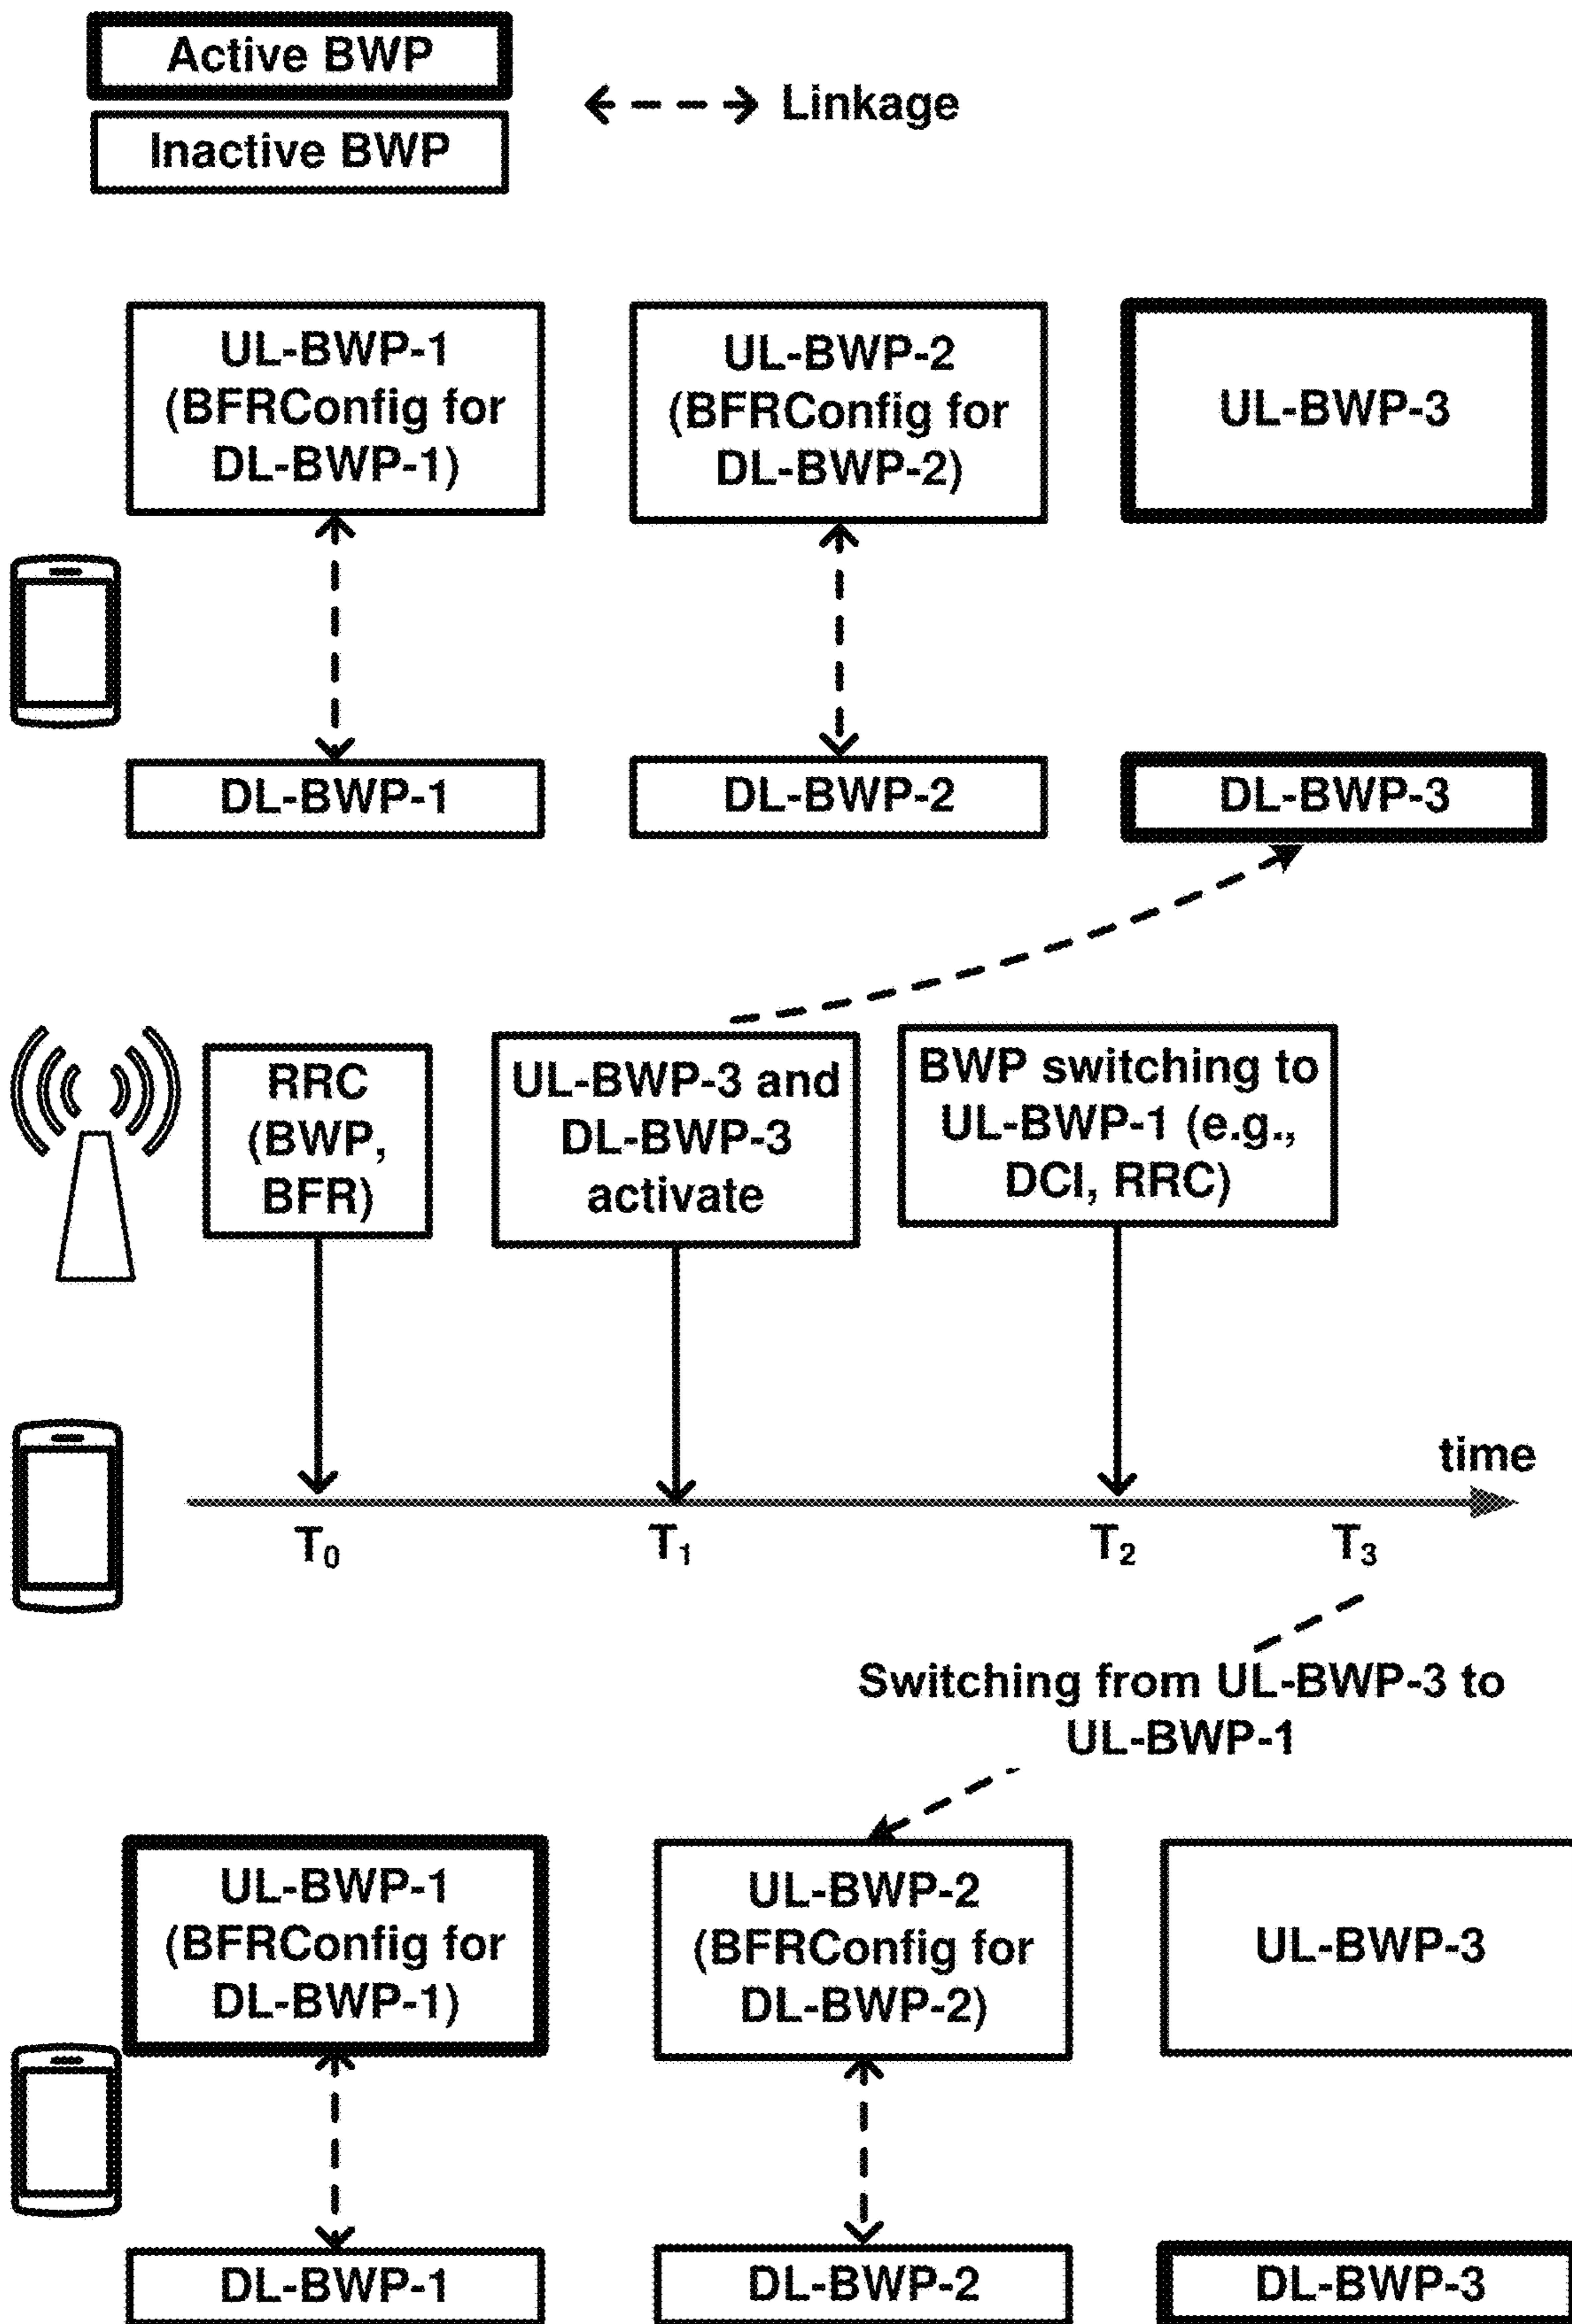 Active BWP
Inactive BWP
Linkage
UL-BWP-1
(BFRConfig for
DL-BWP-1)
UL-BWP-2
(BFRConfig for
DL-BWP-2)
UL-BWP-3
DL-BWP-1
DL-BWP-2
DL-BWP-3
RRC
(BWP,
BFR)
UL-BWP-3 and
DL-BWP-3
activate
BWP switching to
UL-BWP-1 (e.g.,
DCI, RRC)
time
T₀
T₁
T₂
T₃
Switching from UL-BWP-3 to
UL-BWP-1
UL-BWP-1
(BFRConfig for
DL-BWP-1)
UL-BWP-2
(BFRConfig for
DL-BWP-2)
UL-BWP-3
DL-BWP-1
DL-BWP-2
DL-BWP-3